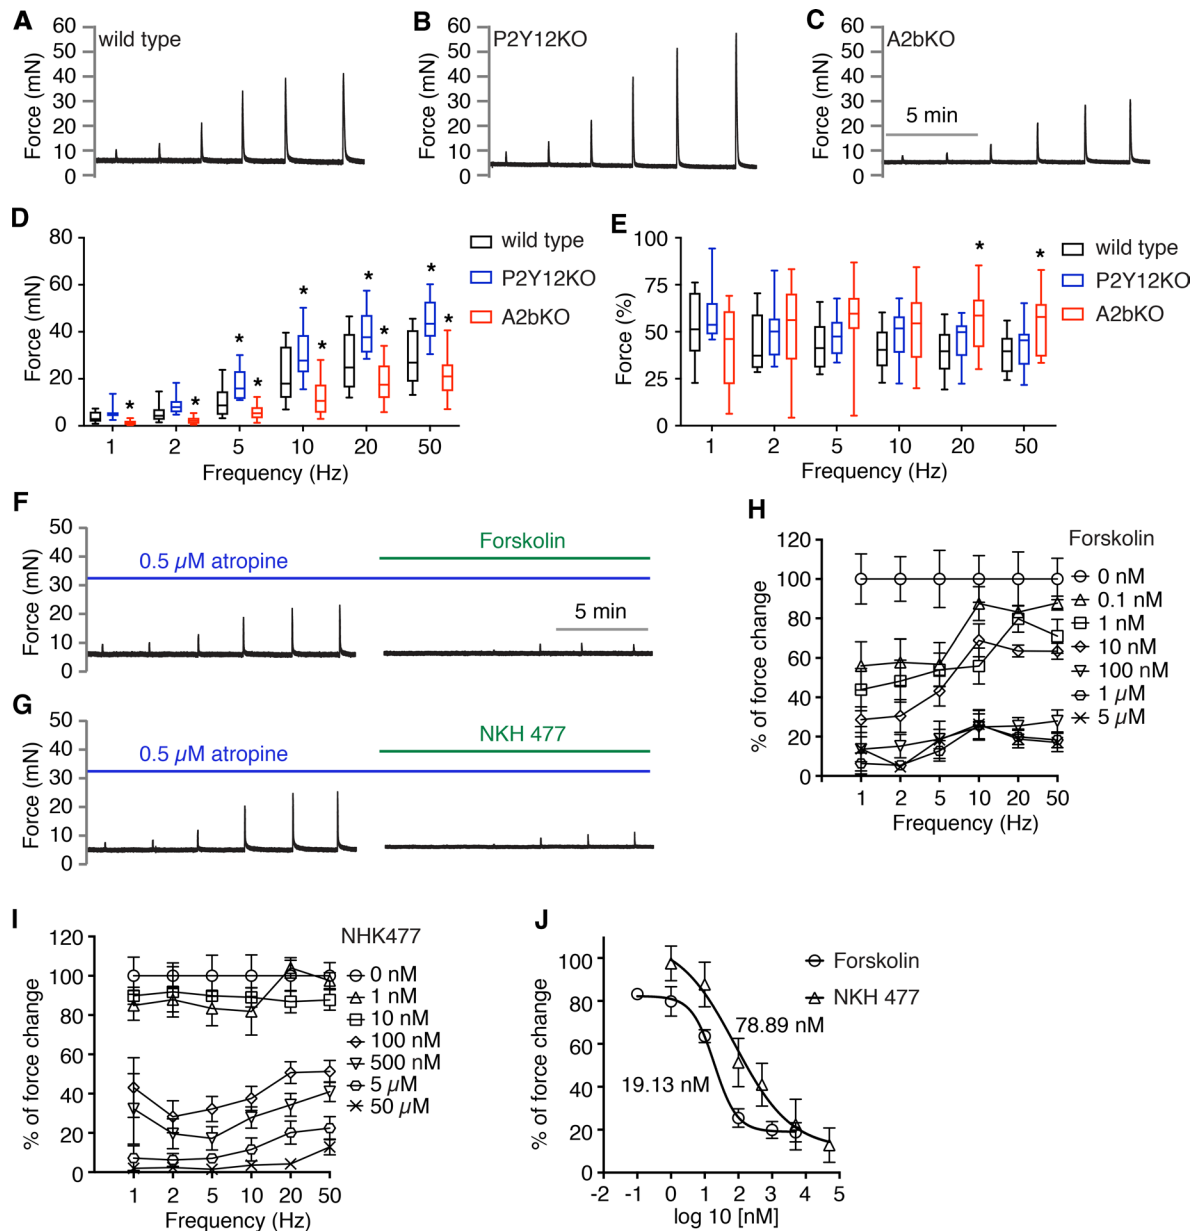 A
60
50
40
30
20
10
0
Force (mN)
wild type
B
60
50
40
30
20
10
0
Force (mN)
P2Y12KO
C
60
50
40
30
20
10
0
Force (mN)
A2bKO
5 min
D
80
60
40
20
0
Force (mN)
* * * * * * * * * *
1 2 5 10 20 50
Frequency (Hz)
wild type
P2Y12KO
A2bKO
E
100
75
50
25
0
Force (%)
* *
1 2 5 10 20 50
Frequency (Hz)
wild type
P2Y12KO
A2bKO
F
50
40
30
20
10
0
Force (mN)
0.5 µM atropine
Forskolin
5 min
G
50
40
30
20
10
0
Force (mN)
0.5 µM atropine
NKH 477
H
120
100
80
60
40
20
0
% of force change
1 2 5 10 20 50
Frequency (Hz)
Forskolin
0 nM
0.1 nM
1 nM
10 nM
100 nM
1 µM
5 µM
I
120
100
80
60
40
20
0
% of force change
1 2 5 10 20 50
Frequency (Hz)
NHK477
0 nM
1 nM
10 nM
100 nM
500 nM
5 µM
50 µM
J
100
80
60
40
20
0
% of force change
Forskolin
NKH 477
78.89 nM
19.13 nM
-2 -1 0 1 2 3 4 5
log 10 [nM]